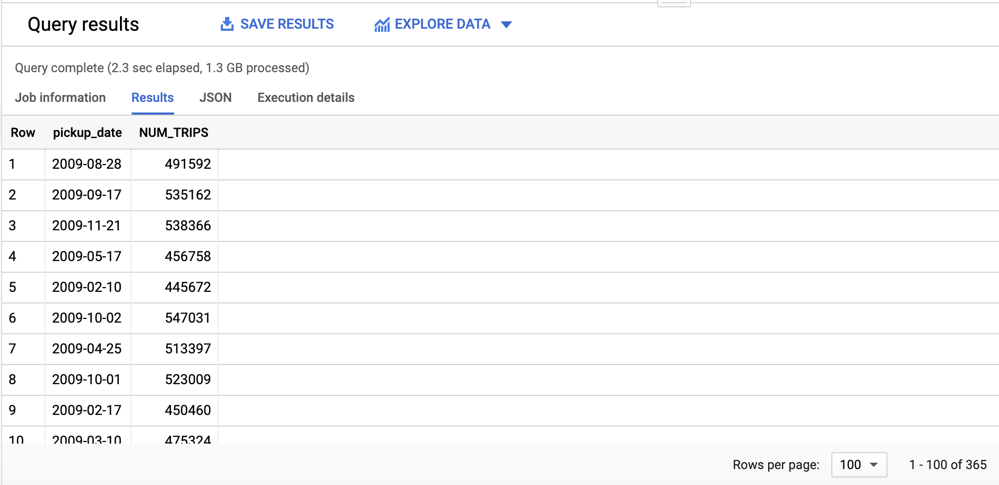 Query results SAVE RESULTS EXPLORE DATA
Query complete (2.3 sec elapsed, 1.3 GB processed)
Job information Results JSON Execution details
Row pickup_date NUM_TRIPS
1 2009-08-28 491592
2 2009-09-17 535162
3 2009-11-21 538366
4 2009-05-17 456758
5 2009-02-10 445672
6 2009-10-02 547031
7 2009-04-25 513397
8 2009-10-01 523009
9 2009-02-17 450460
10 2009-03-10 475324
Rows per page: 100 1 - 100 of 365